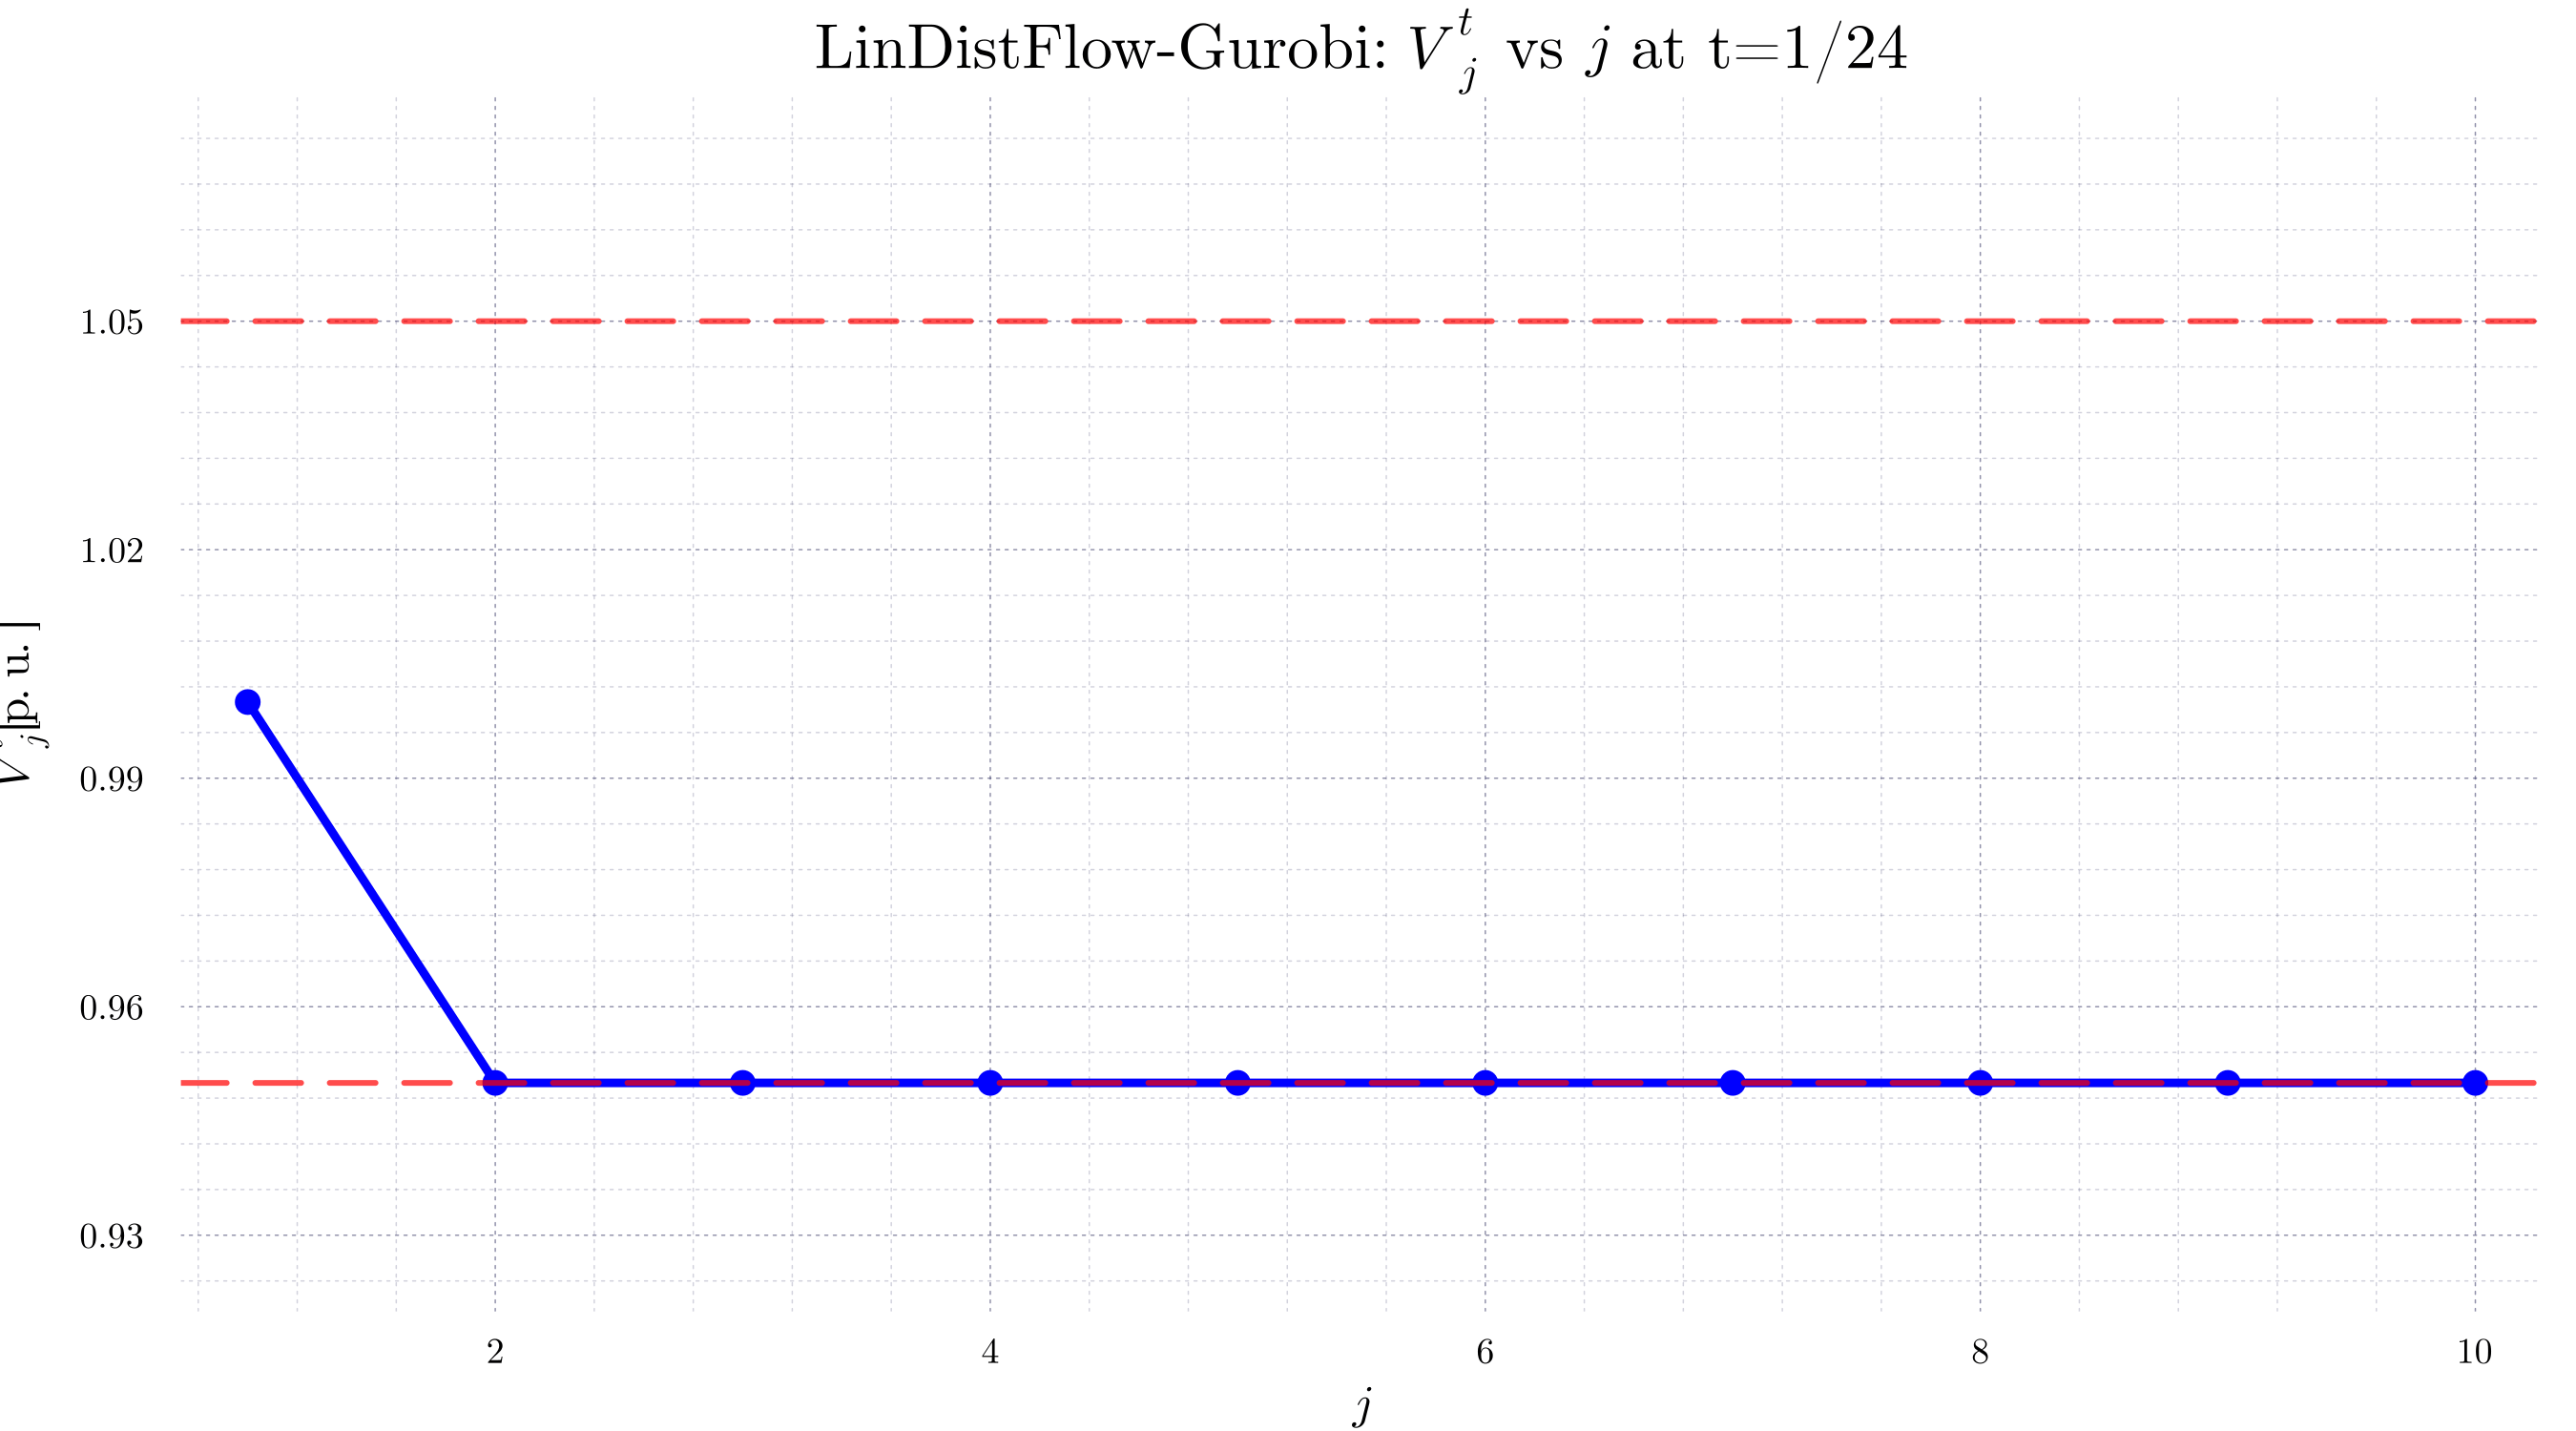 LinDistFlow-Gurobi: $V_j^t$ vs $j$ at t=1/24
1.05
1.02
0.99
0.96
0.93
[p. u. ]
2 4 6 8 10
$j$